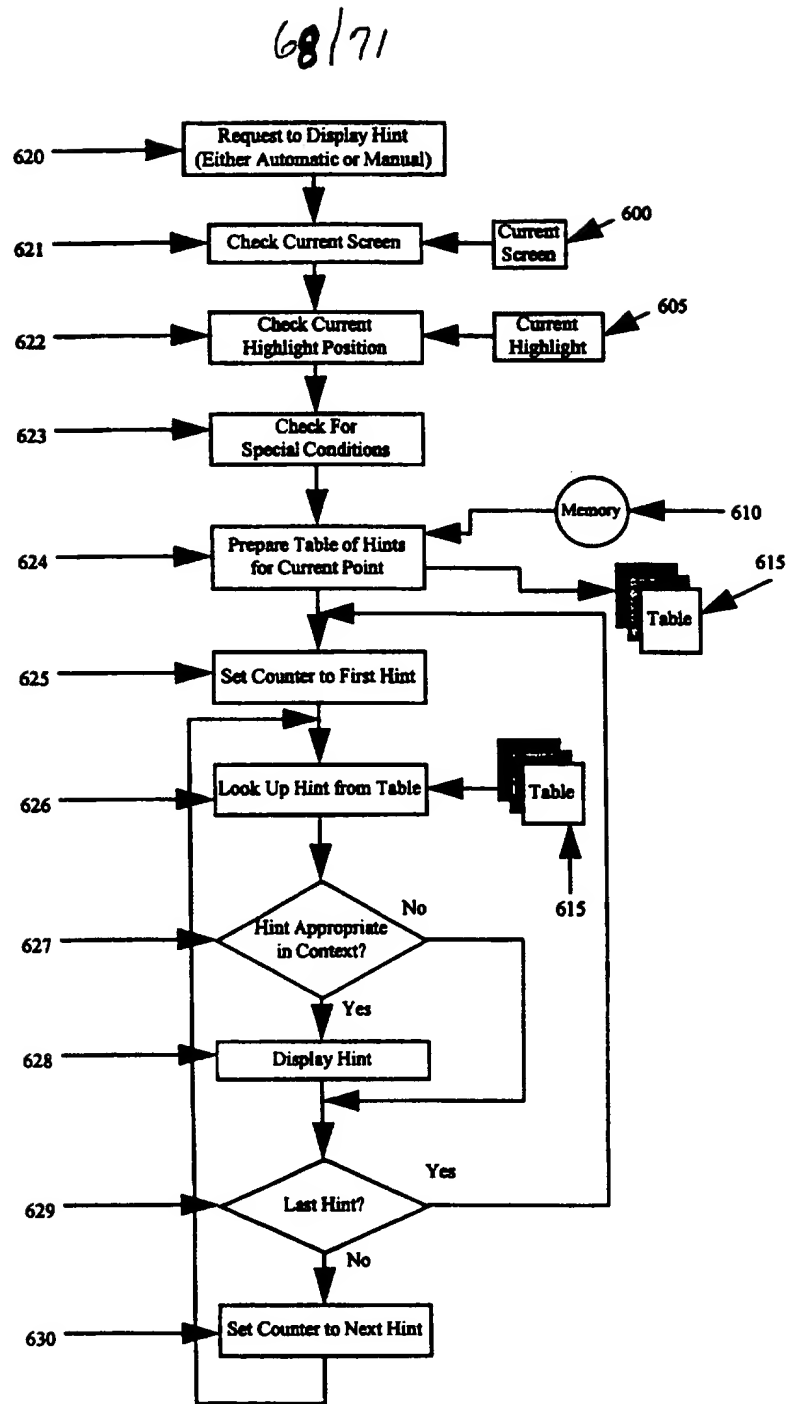 68/71
Request to Display Hint
(Either Automatic or Manual)
620
600
Current
Screen
Check Current Screen
621
605
Check Current
Highlight Position
Current
Highlight
622
Check For
Special Conditions
623
Memory
610
Prepare Table of Hints
for Current Point
624
615
Table
Set Counter to First Hint
625
Look Up Hint from Table
Table
626
615
No
Hint Appropriate
in Context?
627
Yes
Display Hint
628
Yes
Last Hint?
629
No
Set Counter to Next Hint
630